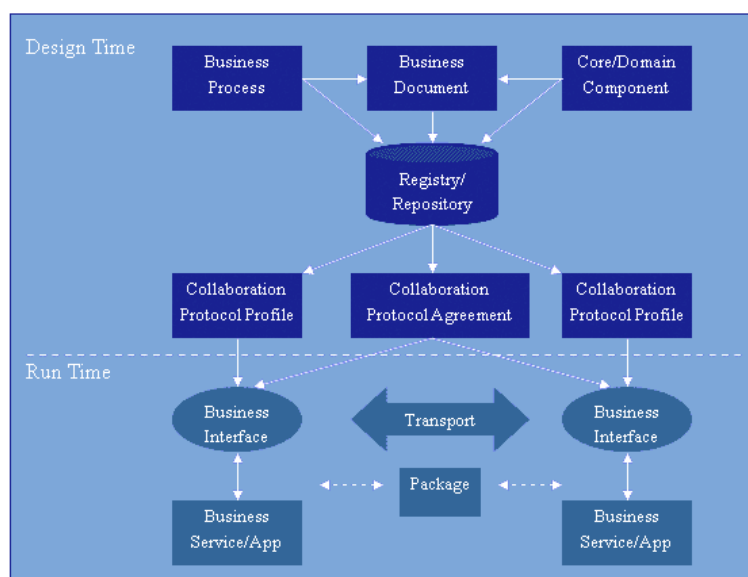 Design Time
Business
Process
Business
Document
Core/Domain
Component
Registry/
Repository
Collaboration
Protocol Profile
Collaboration
Protocol Agreement
Collaboration
Protocol Profile
Run Time
Business
Interface
Transport
Business
Interface
Package
Business
Service/App
Business
Service/App